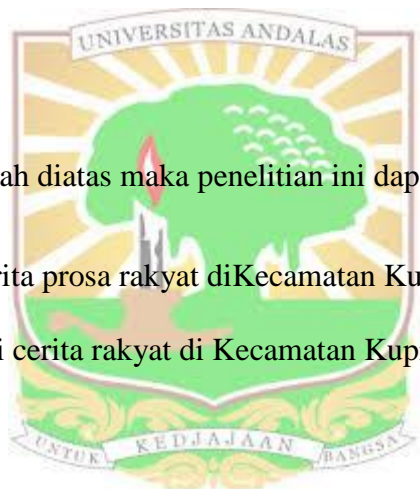 UNIVERSITAS ANDALAS
ah diatas maka penelitian ini dap
rita prosa rakyat diKecamatan Ku
i cerita rakyat di Kecamatan Kup
UNTUK KEDJAJAAN BANGSA